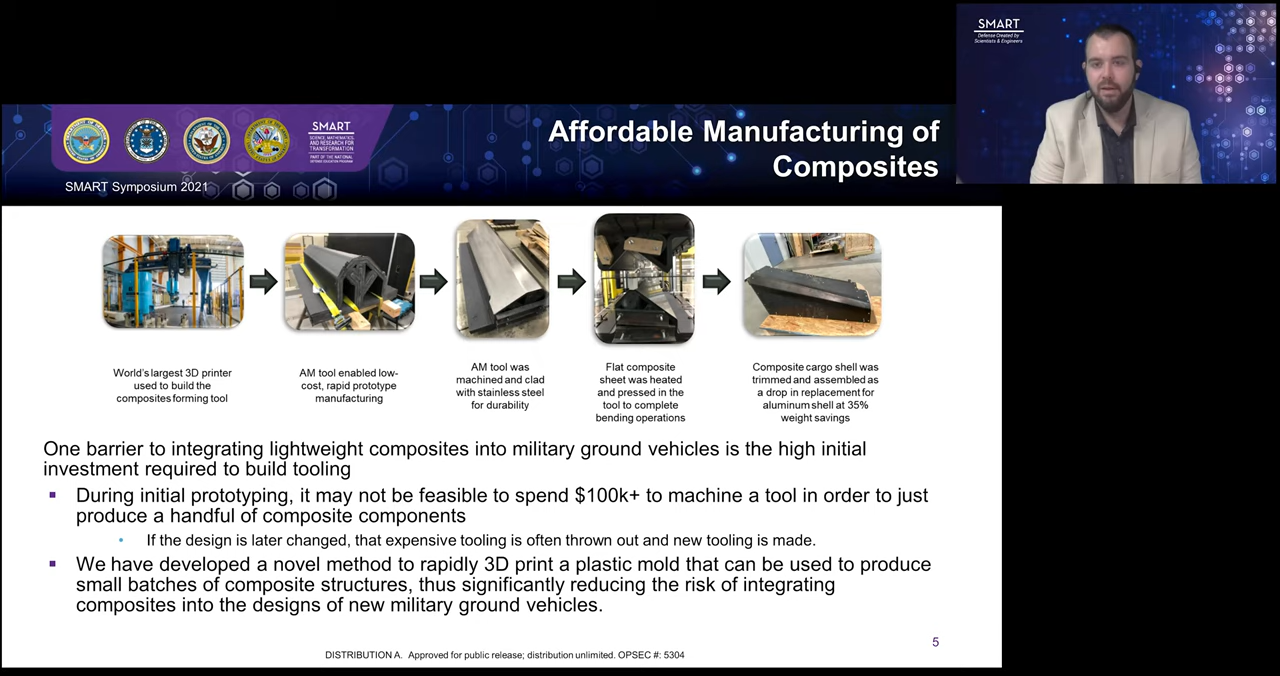 SMART
Defense Created by
Scientists & Engineers
SMART
SCIENCE, MATHEMATICS,
AND RESEARCH FOR
TRANSFORMATION
PART OF THE NATIONAL
DEFENSE EDUCATION PROGRAM
SMART Symposium 2021
Affordable Manufacturing of
Composites
World's largest 3D printer
used to build the
composites forming tool
AM tool enabled low-
cost, rapid prototype
manufacturing
AM tool was
machined and clad
with stainless steel
for durability
Flat composite
sheet was heated
and pressed in the
tool to complete
bending operations
Composite cargo shell was
trimmed and assembled as
a drop in replacement for
aluminum shell at 35%
weight savings
One barrier to integrating lightweight composites into military ground vehicles is the high initial
investment required to build tooling
During initial prototyping, it may not be feasible to spend $100k+ to machine a tool in order to just
produce a handful of composite components
If the design is later changed, that expensive tooling is often thrown out and new tooling is made.
We have developed a novel method to rapidly 3D print a plastic mold that can be used to produce
small batches of composite structures, thus significantly reducing the risk of integrating
composites into the designs of new military ground vehicles.
5
DISTRIBUTION A. Approved for public release; distribution unlimited. OPSEC #: 5304